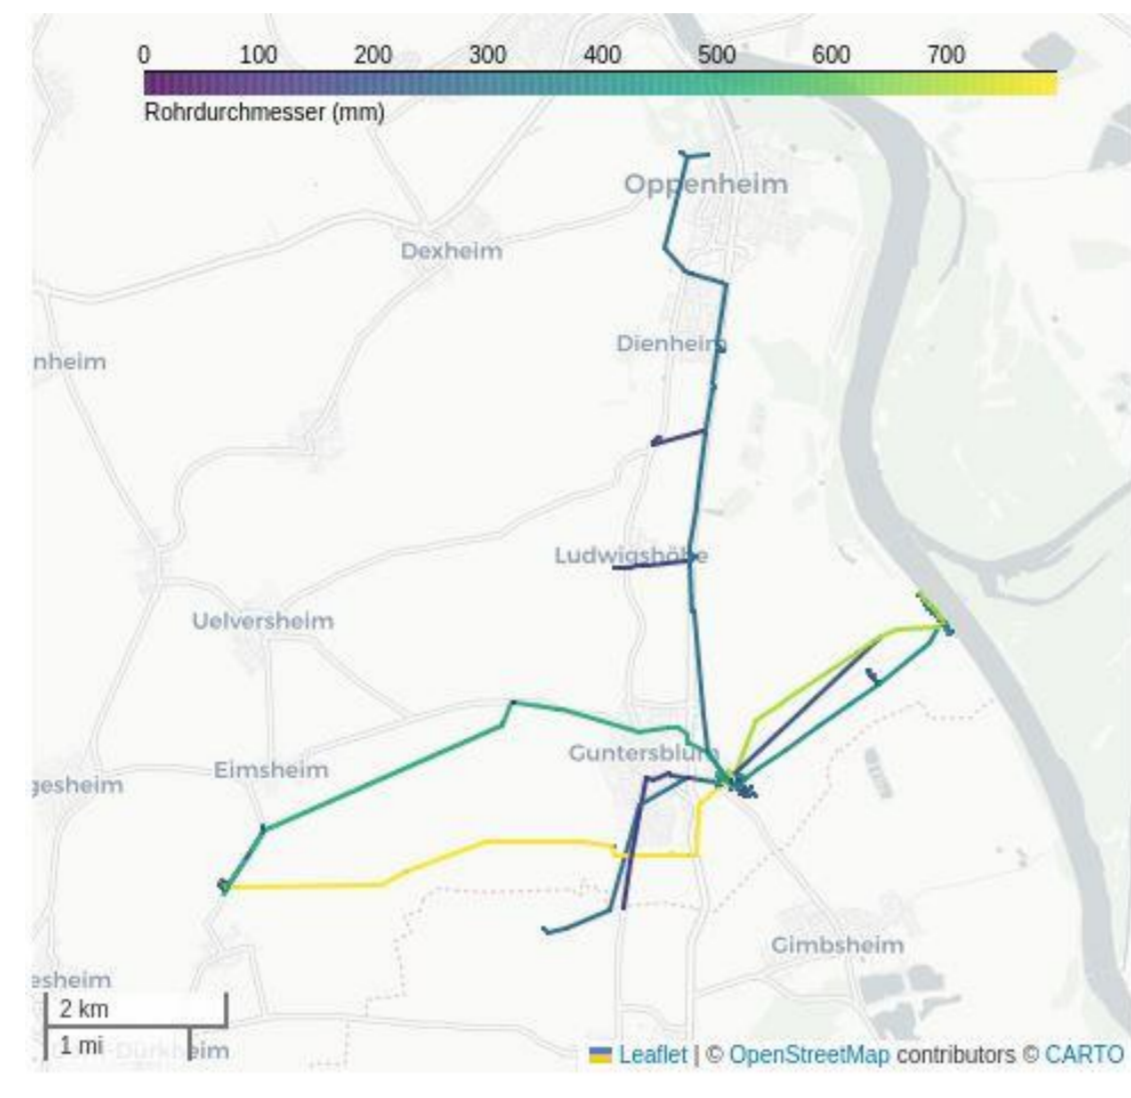 0 100 200 300 400 500 600 700
Rohrdurchmesser (mm)
Oppenheim
Dexheim
Dienheim
nheim
Ludwigshöhe
Uelversheim
Guntersblum
Eimsheim
gesheim
Gimbsheim
esheim
2 km
1 mi
Dürkheim
Leaflet | © OpenStreetMap contributors © CARTO